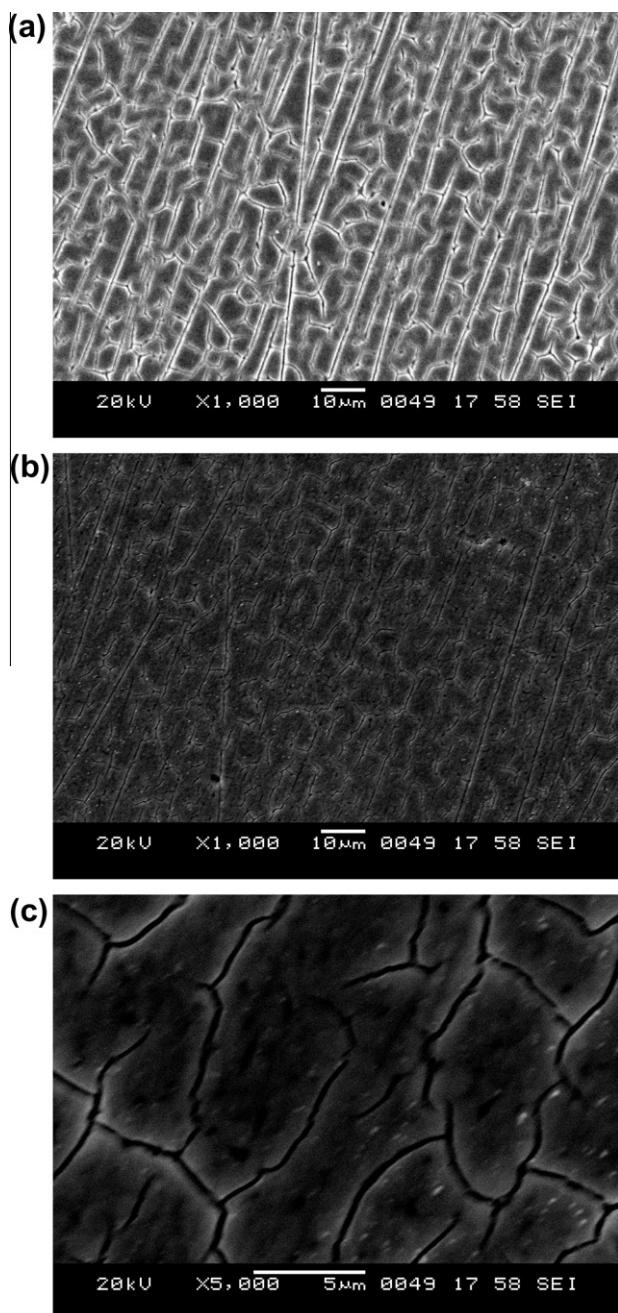 (a)
20kV X1,000 10µm 0049 17 58 SEI
(b)
20kV X1,000 10µm 0049 17 58 SEI
(c)
20kV X5,000 5µm 0049 17 58 SEI